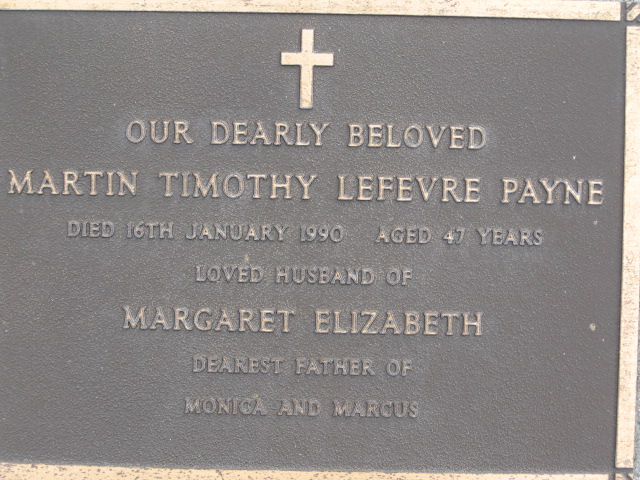 OUR DEARLY BELOVED
MARTIN TIMOTHY LEFEVRE PAYNE
DIED 16TH JANUARY 1990 AGED 47 YEARS
LOVED HUSBAND OF
MARGARET ELIZABETH
DEAREST FATHER OF
MONICA AND MARCUS